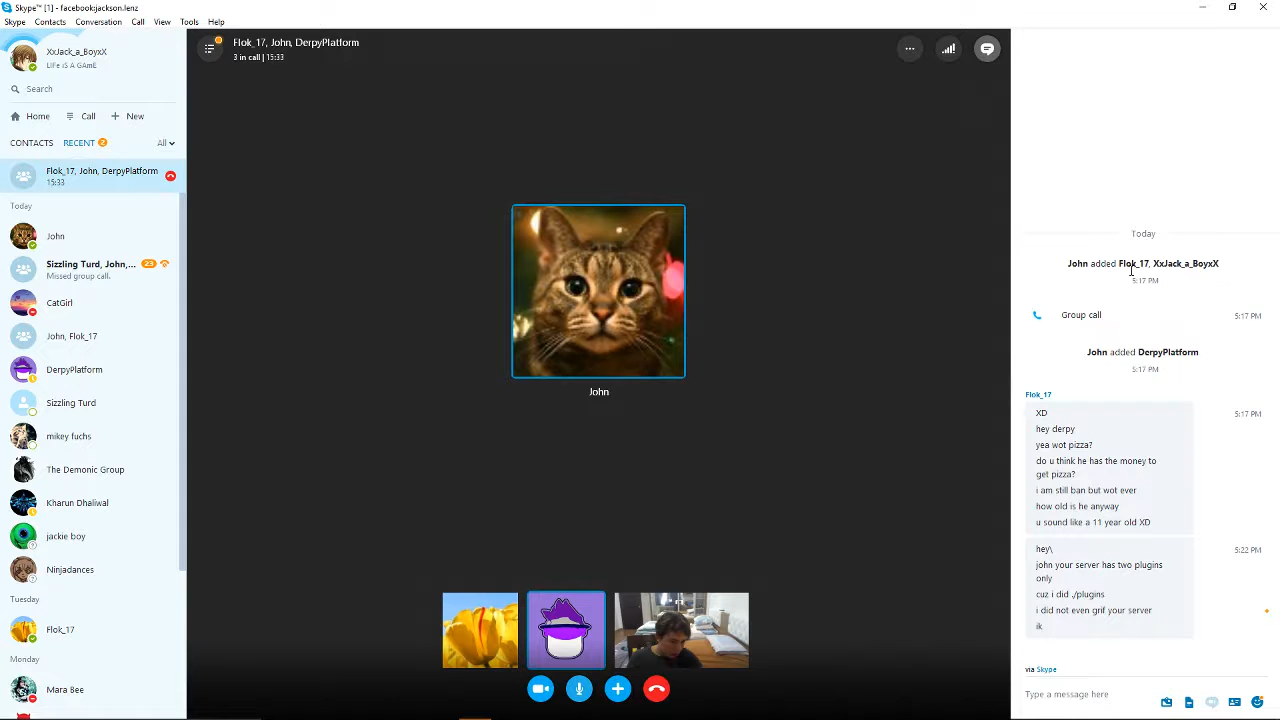 Skype™ [1] - facebook:jackson.lenz
Skype Contacts Conversation Call View Tools Help
XxJack_a_BoyxX
LiFe iS A GAmE
Search
Home Call New
CONTACTS RECENT 2 All
Flok_17, John, DerpyPlatform
15:33
Today
John
Sizzling Turd, John,... 23
Missed group call.
CatGirl
John, Flok_17
DerpyPlatform
Sizzling Turd
mikey fuchs
The Demonic Group
Kharun Dhaliwal
jackie boy
Ninjadances
Tuesday
Flok_17
Monday
Mara Bee
Flok_17, John, DerpyPlatform
3 in call | 15:33
John
Today
John added Flok_17, XxJack_a_BoyxX
5:17 PM
Group call 5:17 PM
John added DerpyPlatform
5:17 PM
Flok_17
XD 5:17 PM
hey derpy
yea wot pizza?
do u think he has the money to
get pizza?
i am still ban but wot ever
how old is he anyway
u sound like a 11 year old XD
hey\ 5:22 PM
john your server has two plugins
only
cuz i did ./plugins
i did not even grif your server
ik
via Skype
Type a message here